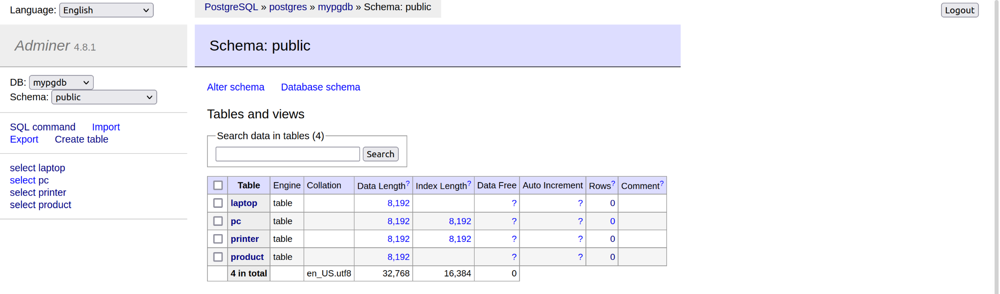 Language: English
PostgreSQL » postgres » mypgdb » Schema: public
Logout
Adminer 4.8.1
Schema: public
DB: mypgdb
Schema: public
Alter schema Database schema
SQL command Import
Export Create table
Tables and views
Search data in tables (4)
Search
select laptop
select pc
select printer
select product
Table Engine Collation Data Length? Index Length? Data Free Auto Increment Rows? Comment?
laptop table 8,192 ? ? 0
pc table 8,192 8,192 ? ? 0
printer table 8,192 8,192 ? ? 0
product table 8,192 ? ? 0
4 in total en_US.utf8 32,768 16,384 0